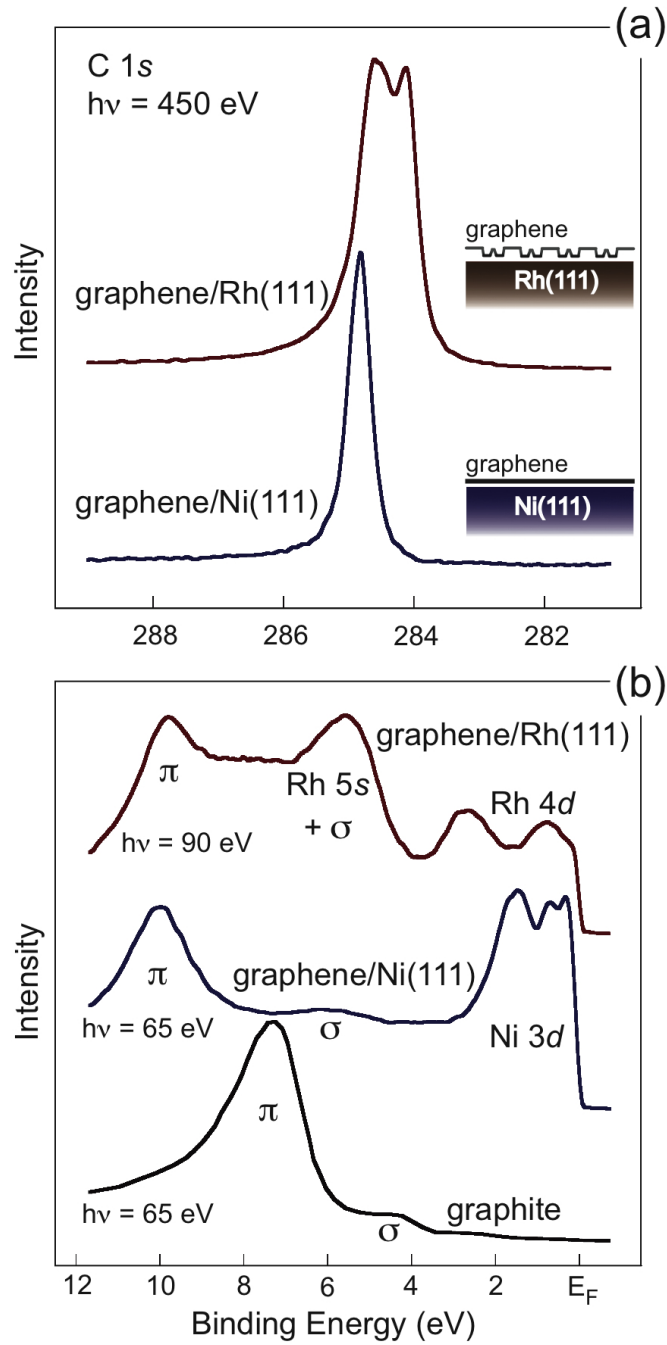 (a)
C 1s
hν = 450 eV
graphene
Rh(111)
graphene/Rh(111)
Intensity
graphene
graphene/Ni(111)
Ni(111)
288 286 284 282
(b)
graphene/Rh(111)
π
Rh 5s
+ σ
Rh 4d
hν = 90 eV
graphene/Ni(111)
π
Intensity
hν = 65 eV
σ
Ni 3d
π
hν = 65 eV
graphite
σ
12 10 8 6 4 2 E_F
Binding Energy (eV)